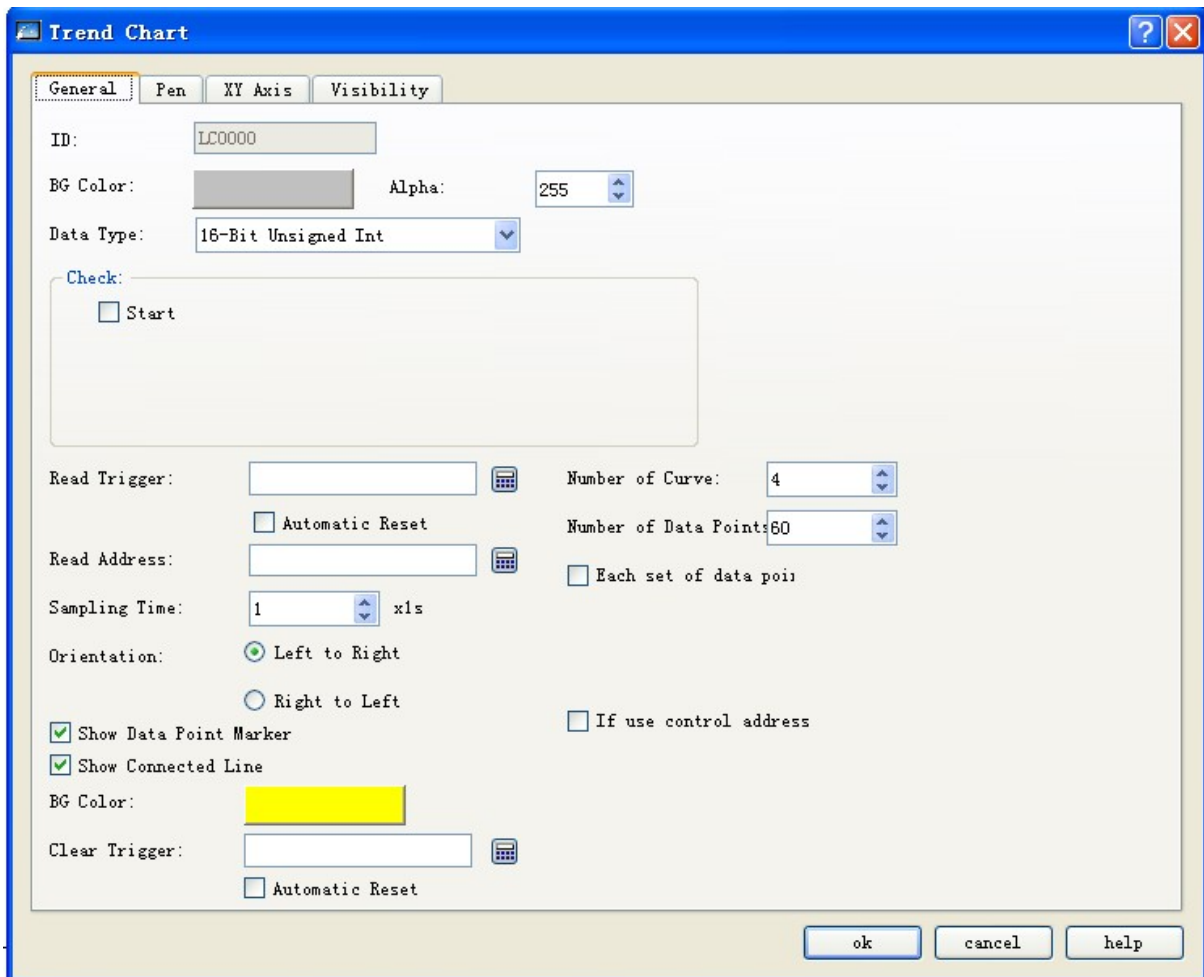 Trend Chart
General Pen XY Axis Visibility
ID: LC0000
BG Color: Alpha: 255
Data Type: 16-Bit Unsigned Int
Check:
Start
Read Trigger: Number of Curve: 4
Automatic Reset Number of Data Points 60
Read Address: Each set of data poi
Sampling Time: 1 x1s
Orientation: Left to Right
Right to Left
If use control address
Show Data Point Marker
Show Connected Line
BG Color:
Clear Trigger:
Automatic Reset
ok cancel help